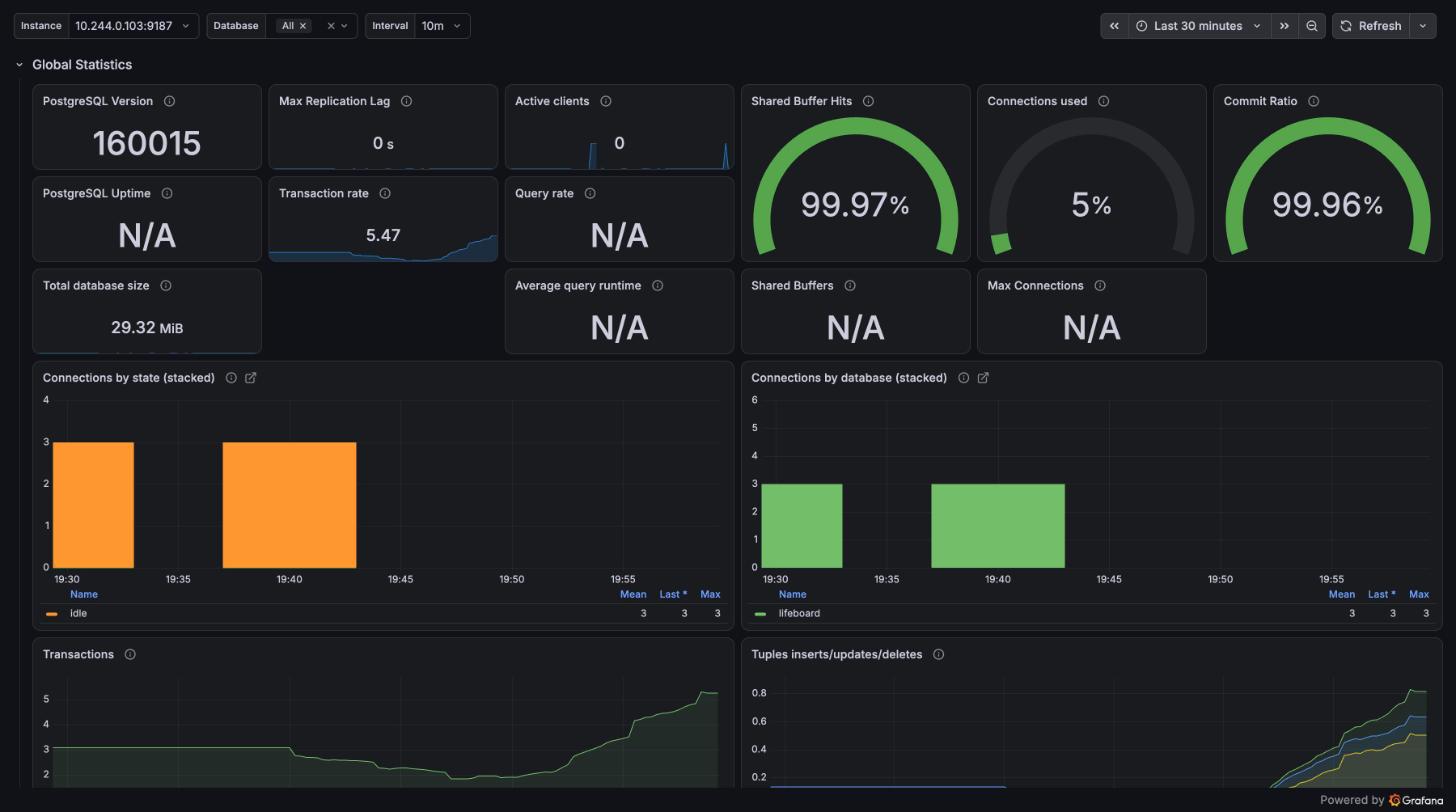 Instance 10.244.0.103:9187 Database All Interval 10m Last 30 minutes Refresh
Global Statistics
PostgreSQL Version
160015
Max Replication Lag
0 s
Active clients
0
Shared Buffer Hits
99.97%
Connections used
5%
Commit Ratio
99.96%
PostgreSQL Uptime
N/A
Transaction rate
5.47
Query rate
N/A
Total database size
29.32 MiB
Average query runtime
N/A
Shared Buffers
N/A
Max Connections
N/A
Connections by state (stacked)
4
3
2
1
0
19:30 19:35 19:40 19:45 19:50 19:55
Name Mean Last * Max
idle 3 3 3
Connections by database (stacked)
6
5
4
3
2
1
0
19:30 19:35 19:40 19:45 19:50 19:55
Name Mean Last * Max
lifeboard 3 3 3
Transactions
5
4
3
2
Tuples inserts/updates/deletes
0.8
0.6
0.4
0.2
Powered by Grafana